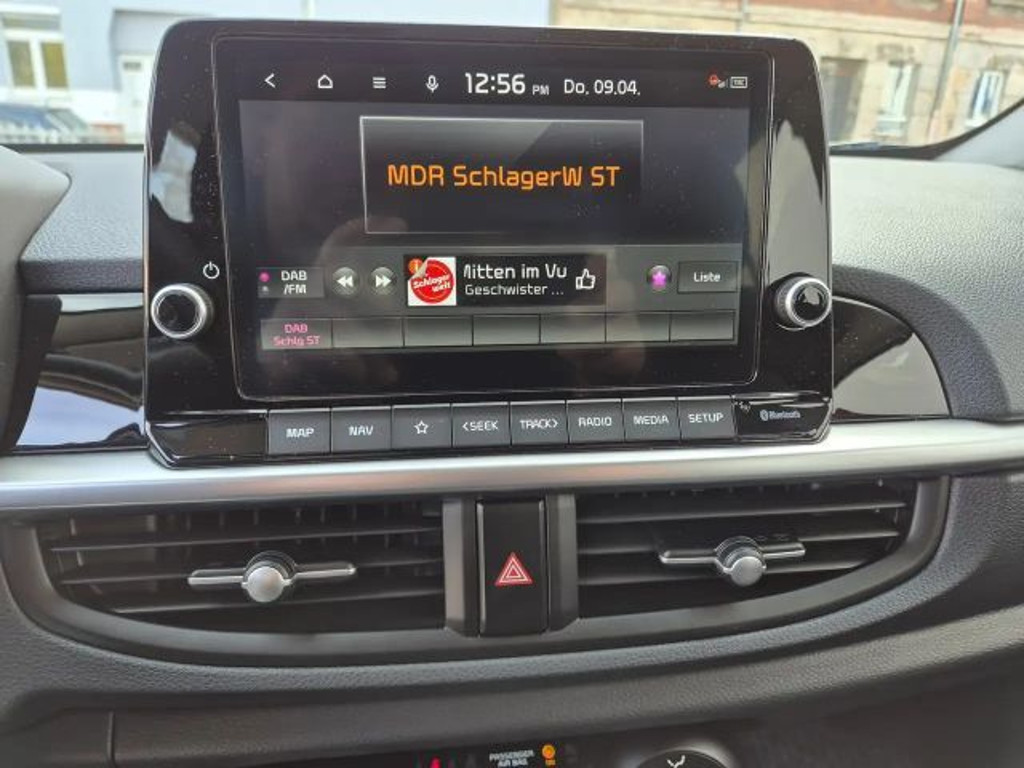 12:56 PM Do, 09.04.
MDR SchlagerW ST
DAB
/FM
Schlager
welt
Mitten im Vu
Geschwister ...
Liste
DAB
Schlg ST
MAP NAV <SEEK TRACK> RADIO MEDIA SETUP
Bluetooth
PASSENGER
AIR BAG